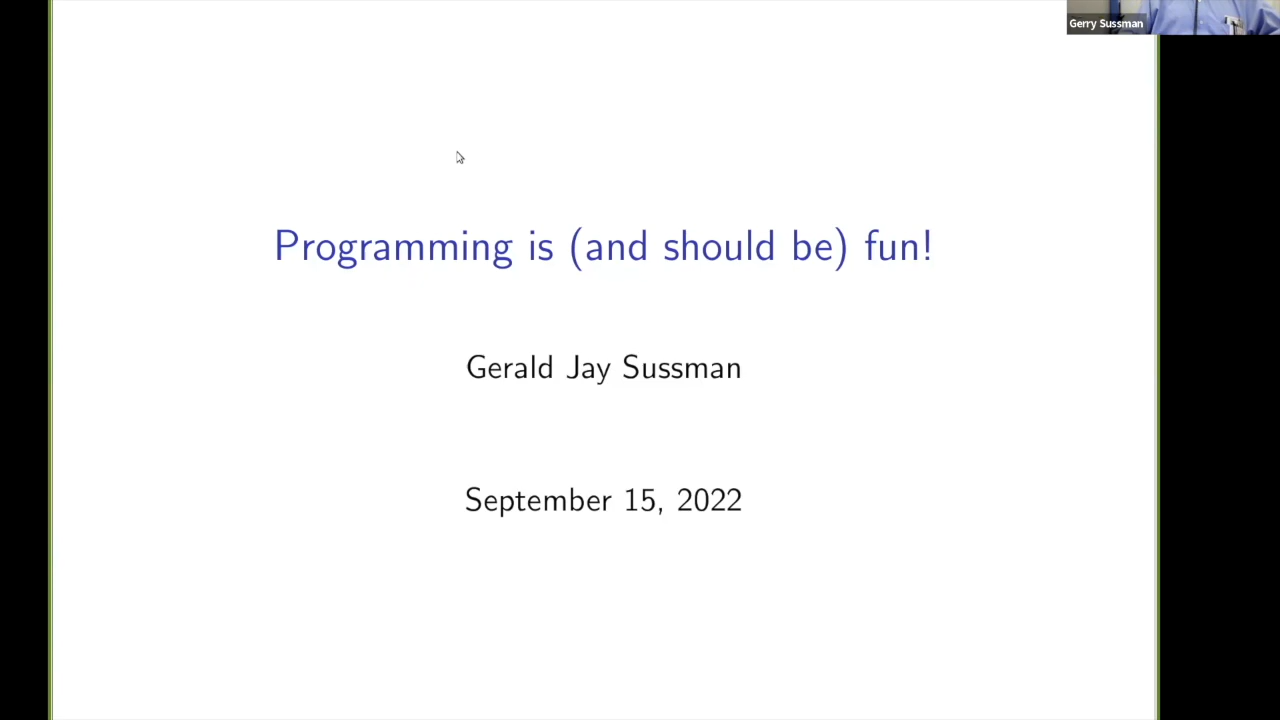 Gerry Sussman
Programming is (and should be) fun!
Gerald Jay Sussman
September 15, 2022